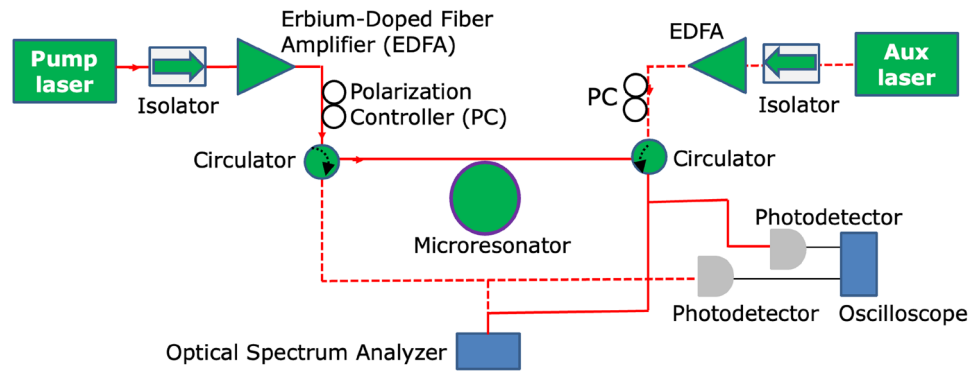 Pump
laser
Isolator
Erbium-Doped Fiber
Amplifier (EDFA)
Polarization
Controller (PC)
Circulator
EDFA
Isolator
Aux
laser
PC
Circulator
Microresonator
Photodetector
Photodetector
Oscilloscope
Optical Spectrum Analyzer